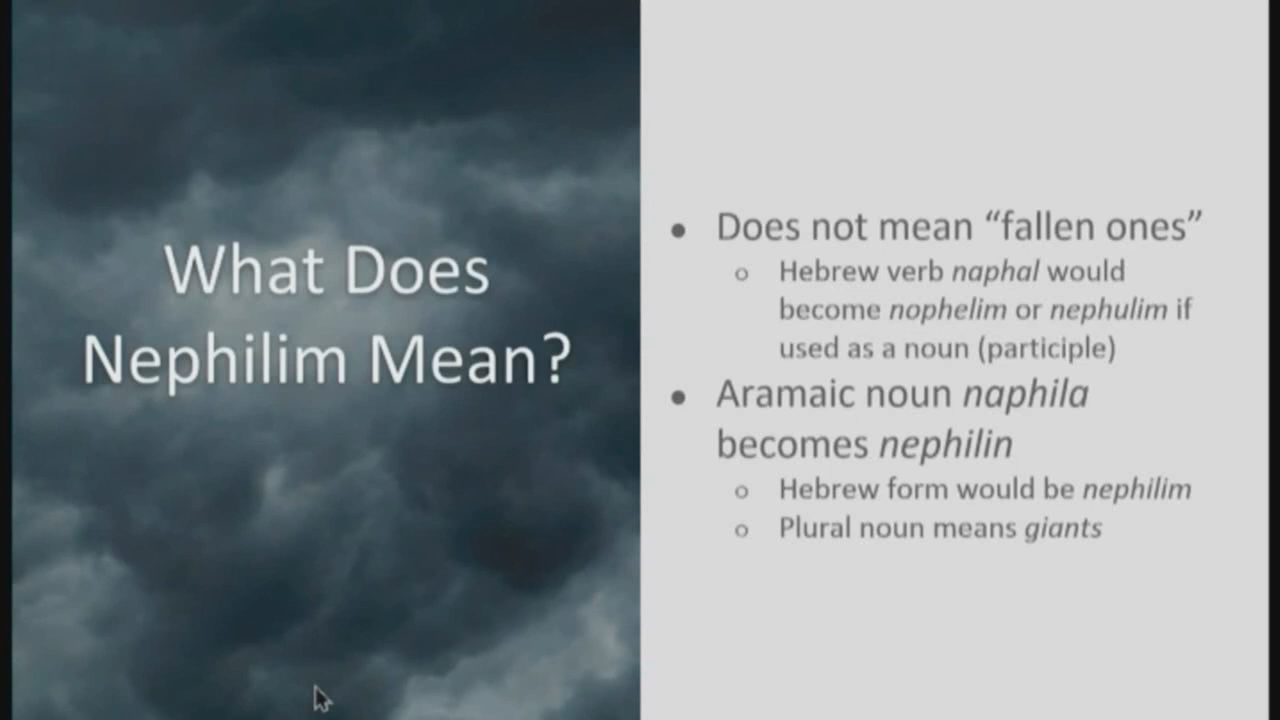 What Does
Nephilim Mean?
● Does not mean “fallen ones”
○ Hebrew verb naphal would
become nophelim or nephulim if
used as a noun (participle)
● Aramaic noun naphila
becomes nephilin
○ Hebrew form would be nephilim
○ Plural noun means giants